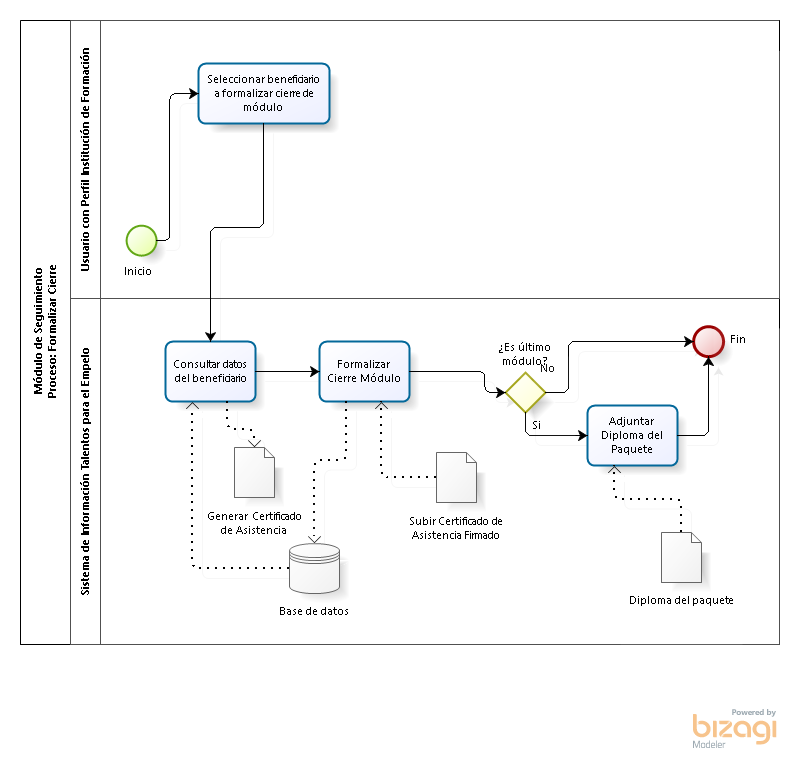 Módulo de Seguimiento
Proceso: Formalizar Cierre
Usuario con Perfil Institución de Formación
Seleccionar beneficiario
a formalizar cierre de
módulo
Inicio
Sistema de Información Talentos para el Empelo
Consultar datos
del beneficiario
Formalizar
Cierre Módulo
¿Es último
módulo?
No
Si
Fin
Adjuntar
Diploma del
Paquete
Generar Certificado
de Asistencia
Subir Certificado de
Asistencia Firmado
Base de datos
Diploma del paquete
Powered by
bizagi
Modeler